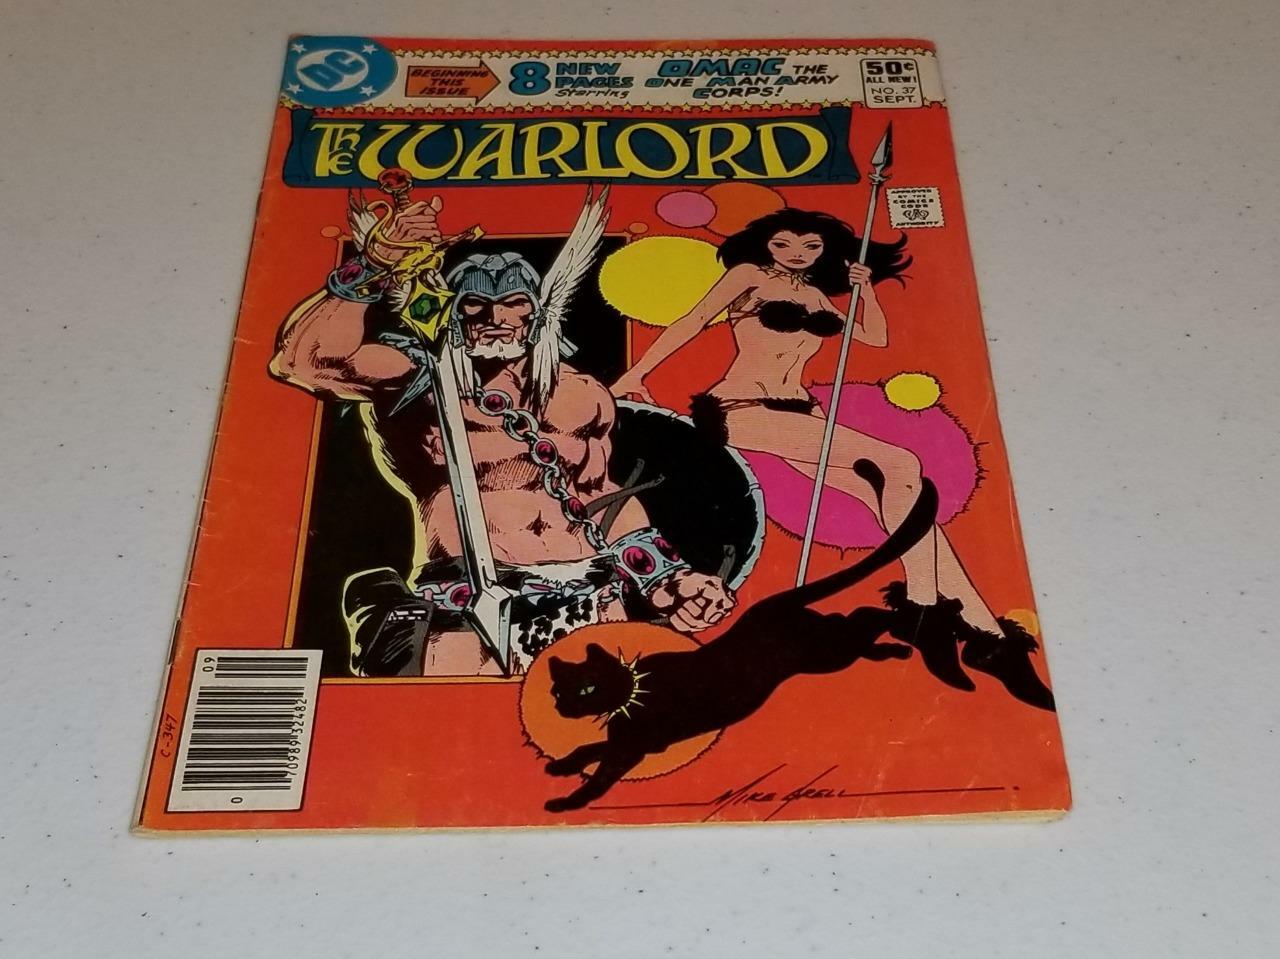 DC
BEGINNING THIS ISSUE
8 NEW PAGES
Starring
OMAC THE
ONE MAN ARMY
CORPS!
50¢
ALL NEW!
NO. 37
SEPT.
THE WARLORD
APPROVED
BY THE
COMICS
CODE
AUTHORITY
09
70989 32482
0
C-347
MIKE GRELL